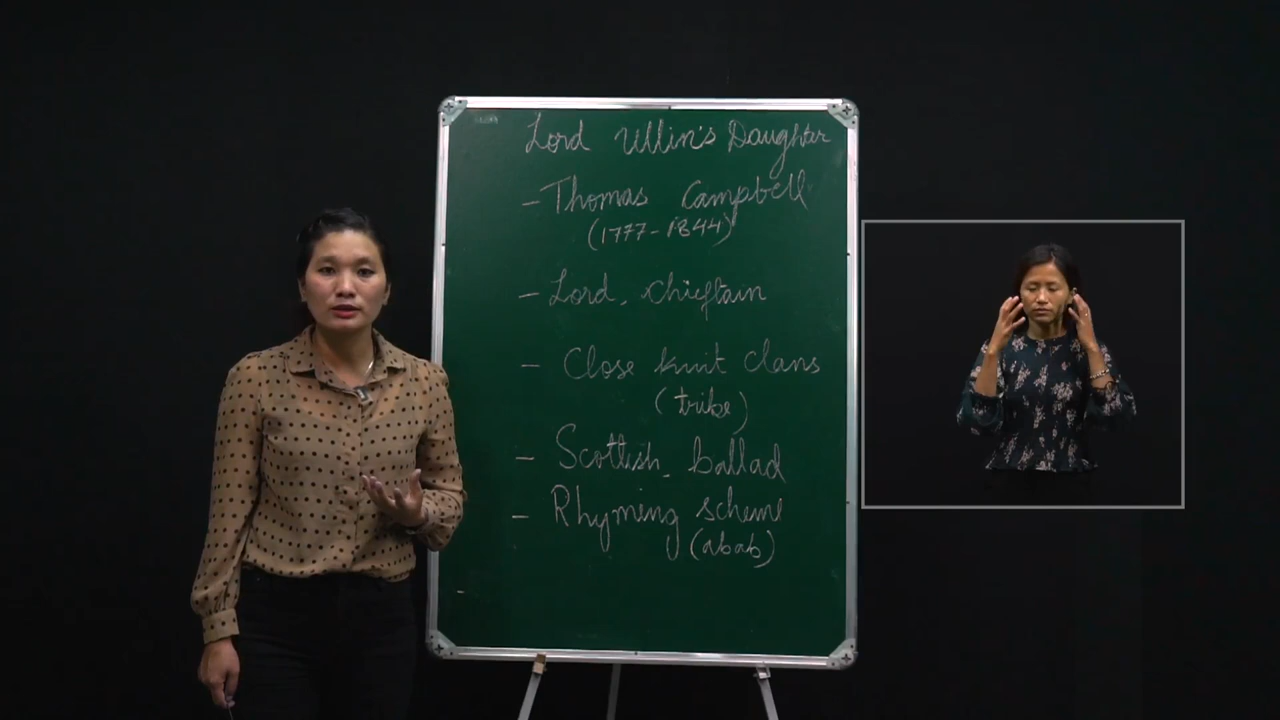 Lord Ullin's Daughter
- Thomas Campbell
(1777-1844)
- Lord, Chieftain
- Close knit Clans
(tribe)
- Scottish ballad
- Rhyming scheme
(abab)